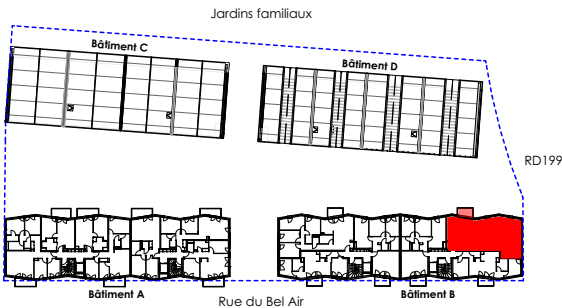 Jardins familiaux
Bâtiment C
Bâtiment D
RD199
Bâtiment A
Bâtiment B
Rue du Bel Air